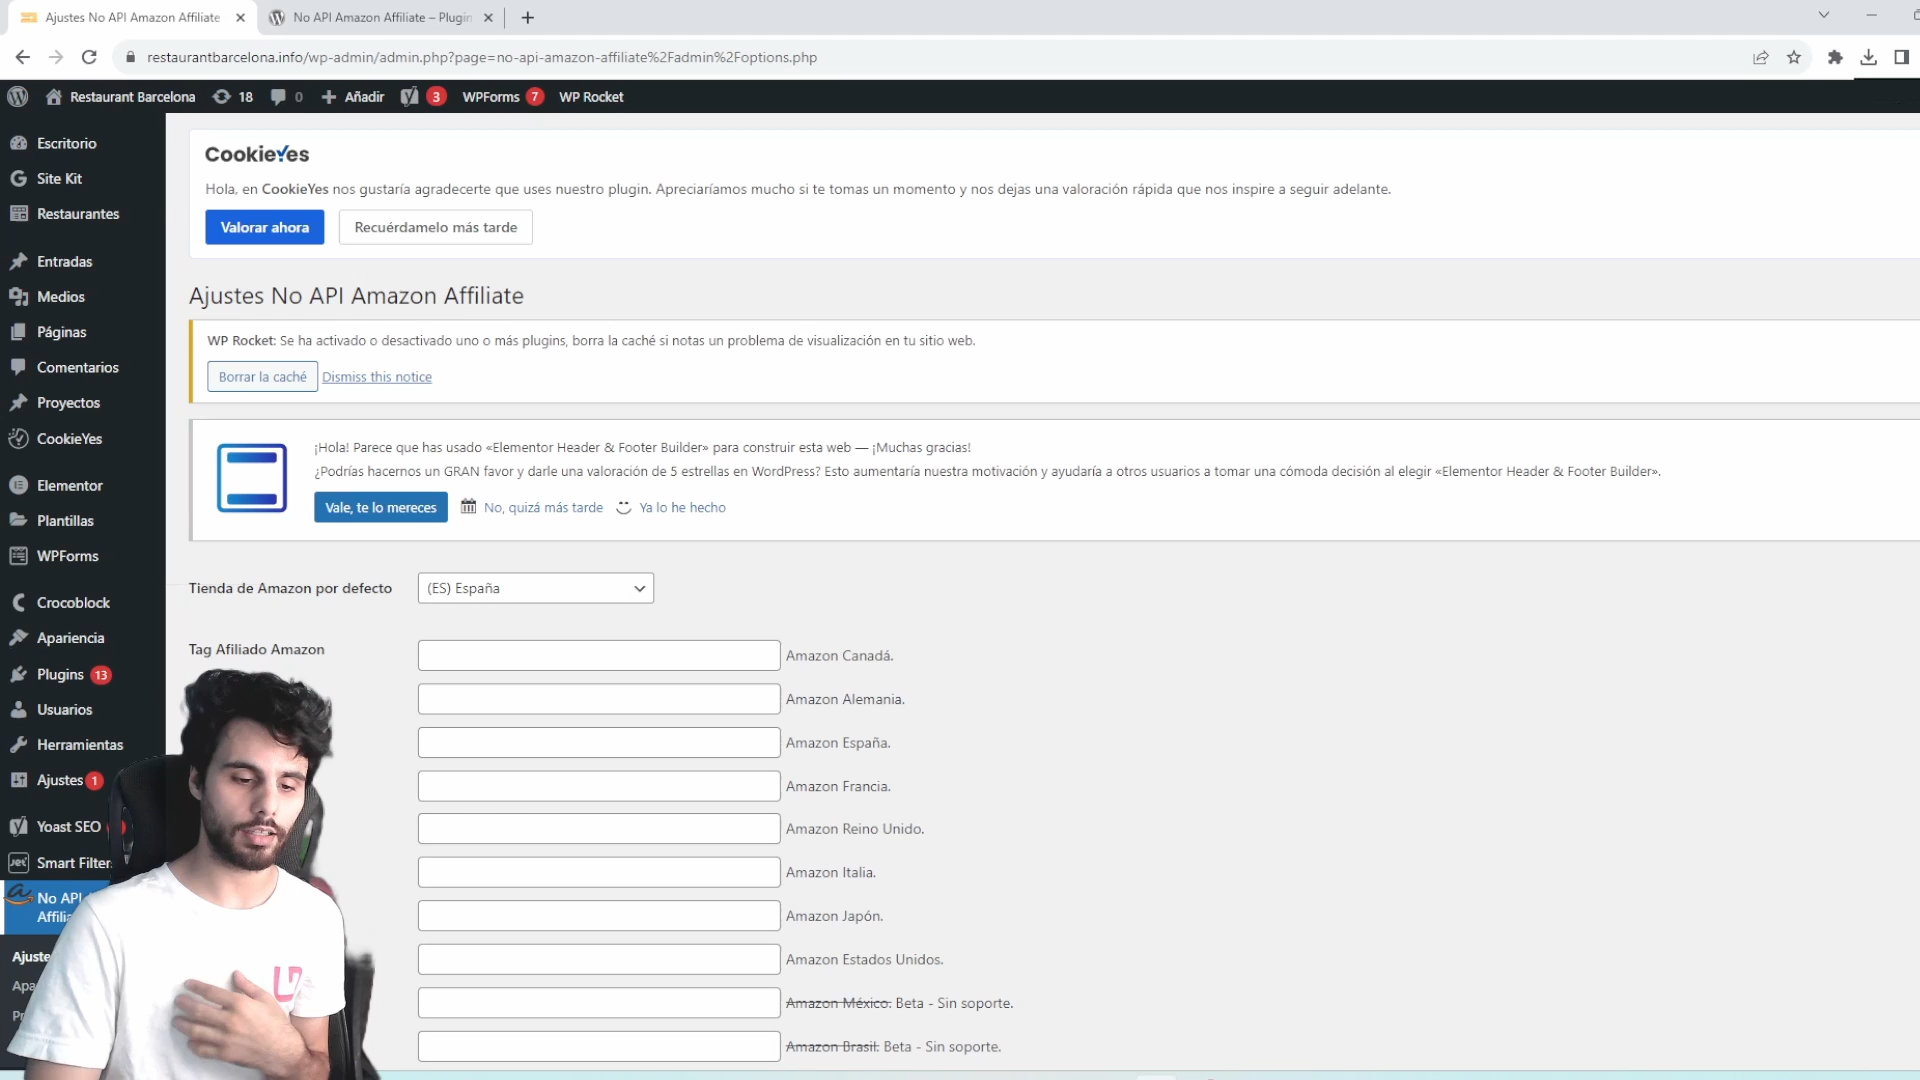 Ajustes No API Amazon Affiliate
No API Amazon Affiliate – Plugin
restaurantbarcelona.info/wp-admin/admin.php?page=no-api-amazon-affiliate%2Fadmin%2Foptions.php
Restaurant Barcelona 18 0 Añadir 3 WPForms 7 WP Rocket
Escritorio
Site Kit
Restaurantes
Entradas
Medios
Páginas
Comentarios
Proyectos
CookieYes
Elementor
Plantillas
WPForms
Crocoblock
Apariencia
Plugins 13
Usuarios
Herramientas
Ajustes 1
Yoast SEO
Jet Smart Filter
No API
Affilia
Ajuste
Apa
Pr
CookieYes
Hola, en CookieYes nos gustaría agradecerte que uses nuestro plugin. Apreciaríamos mucho si te tomas un momento y nos dejas una valoración rápida que nos inspire a seguir adelante.
Valorar ahora Recuérdamelo más tarde
Ajustes No API Amazon Affiliate
WP Rocket: Se ha activado o desactivado uno o más plugins, borra la caché si notas un problema de visualización en tu sitio web.
Borrar la caché Dismiss this notice
¡Hola! Parece que has usado «Elementor Header & Footer Builder» para construir esta web — ¡Muchas gracias!
¿Podrías hacernos un GRAN favor y darle una valoración de 5 estrellas en WordPress? Esto aumentaría nuestra motivación y ayudaría a otros usuarios a tomar una cómoda decisión al elegir «Elementor Header & Footer Builder».
Vale, te lo mereces No, quizá más tarde Ya lo he hecho
Tienda de Amazon por defecto (ES) España
Tag Afiliado Amazon
Amazon Canadá.
Amazon Alemania.
Amazon España.
Amazon Francia.
Amazon Reino Unido.
Amazon Italia.
Amazon Japón.
Amazon Estados Unidos.
Amazon México. Beta - Sin soporte.
Amazon Brasil. Beta - Sin soporte.